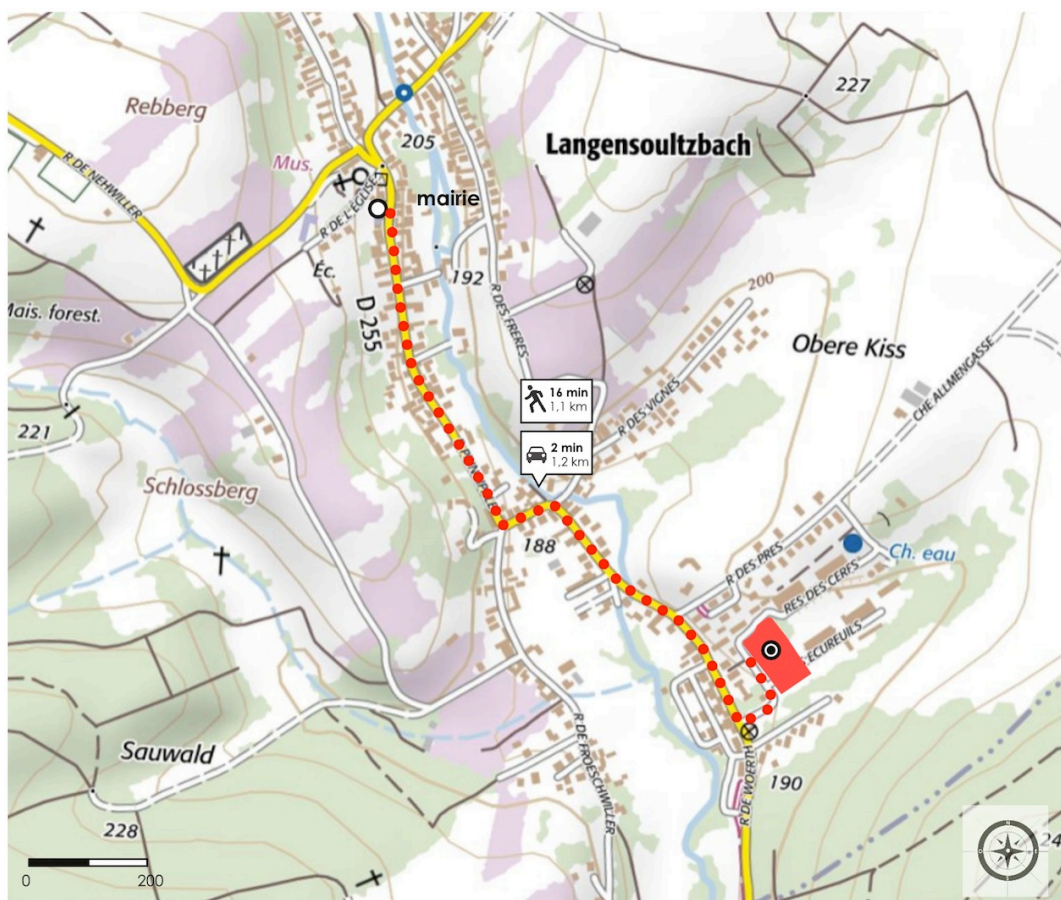 227
Rebberg
205
Langensoultzbach
R DE NEHWILLER
Mus.
mairie
R DE L'EGLISE
Éc.
192
200
Mais. forest.
D 255
R DES FRERES
Obere Kiss
CHE ALLMENGASSE
16 min
1,1 km
R DES VIGNES
2 min
1,2 km
221
Schlossberg
188
R DES PRES
Ch. eau
RES DES CERFS
ECUREUILS
Sauwald
R DE FROESCHWILLER
R DE WOERTH
190
228
24
0
200